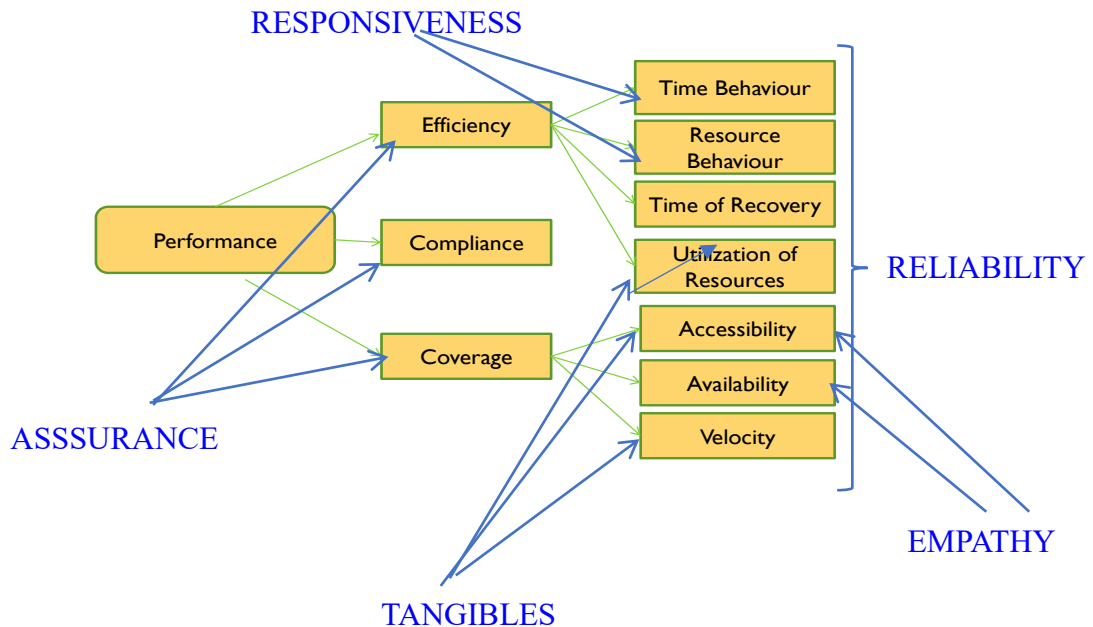 RESPONSIVENESS
Time Behaviour
Efficiency
Resource
Behaviour
Time of Recovery
Performance
Compliance
Utilization of
Resources
RELIABILITY
Accessibility
Coverage
Availability
Velocity
ASSSURANCE
EMPATHY
TANGIBLES